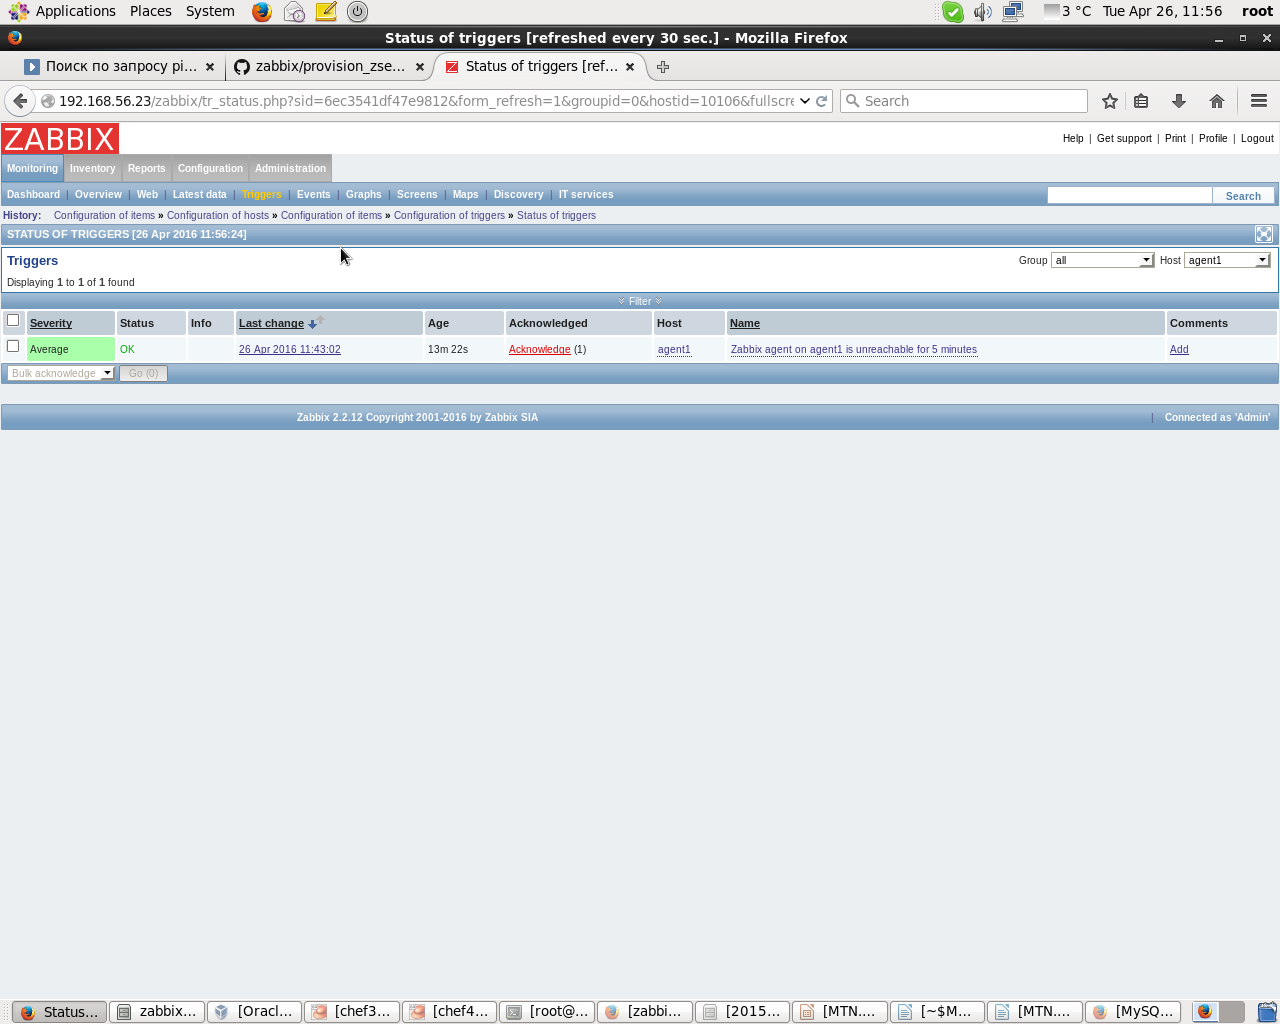 Applications Places System 3 °C Tue Apr 26, 11:56 root
Status of triggers [refreshed every 30 sec.] - Mozilla Firefox
Поиск по запросу pi... zabbix/provision_zse... Status of triggers [ref...
192.168.56.23/zabbix/tr_status.php?sid=6ec3541df47e9812&form_refresh=1&groupid=0&hostid=10106&fullscre Search
ZABBIX
Help | Get support | Print | Profile | Logout
Monitoring Inventory Reports Configuration Administration
Dashboard | Overview | Web | Latest data | Triggers | Events | Graphs | Screens | Maps | Discovery | IT services Search
History: Configuration of items » Configuration of hosts » Configuration of items » Configuration of triggers » Status of triggers
STATUS OF TRIGGERS [26 Apr 2016 11:56:24]
Triggers Group all Host agent1
Displaying 1 to 1 of 1 found
Filter
Severity Status Info Last change Age Acknowledged Host Name Comments
Average OK 26 Apr 2016 11:43:02 13m 22s Acknowledge (1) agent1 Zabbix agent on agent1 is unreachable for 5 minutes Add
Bulk acknowledge Go (0)
Zabbix 2.2.12 Copyright 2001-2016 by Zabbix SIA | Connected as 'Admin'
Status... zabbix... [Oracl... [chef3... [chef4... [root@... [zabbi... [2015... [MTN.... [~$M... [MTN.... [MySQ...